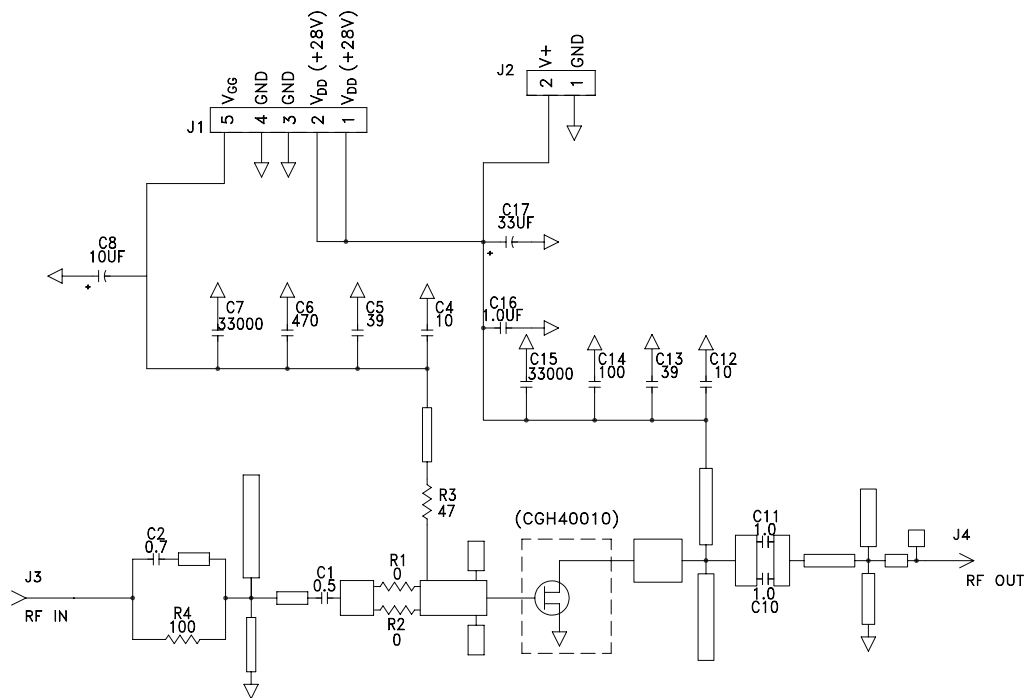 VGG
GND
GND
VDD (+28V)
VDD (+28V)
5
4
3
2
1
J1
V+
GND
2
1
J2
C8
10UF
+
C17
33UF
+
C16
1.0UF
C7
33000
C6
470
C5
39
C4
10
C15
33000
C14
100
C13
39
C12
10
R3
47
(CGH40010)
C2
0.7
J3
RF IN
R4
100
C1
0.5
R1
0
R2
0
C11
1.0
1.0
C10
J4
RF OUT